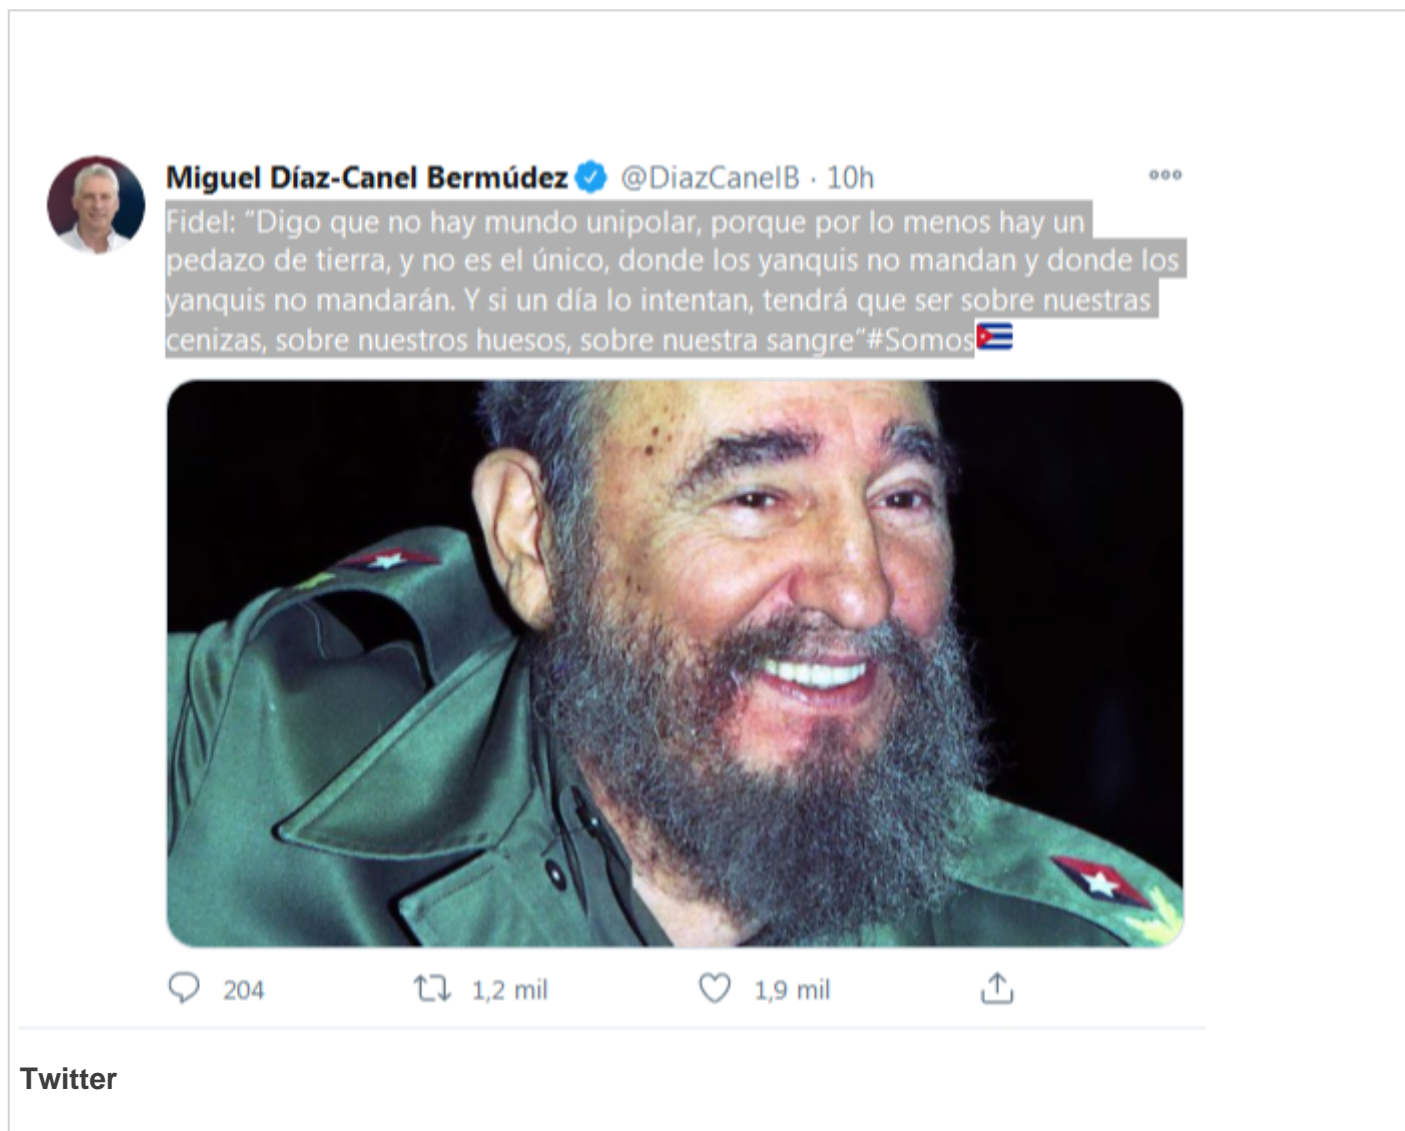 Miguel Díaz-Canel Bermúdez @DiazCanelB · 10h
Fidel: “Digo que no hay mundo unipolar, porque por lo menos hay un
pedazo de tierra, y no es el único, donde los yanquis no mandan y donde los
yanquis no mandarán. Y si un día lo intentan, tendrá que ser sobre nuestras
cenizas, sobre nuestros huesos, sobre nuestra sangre”#Somos🇨🇺
204 1,2 mil 1,9 mil
Twitter